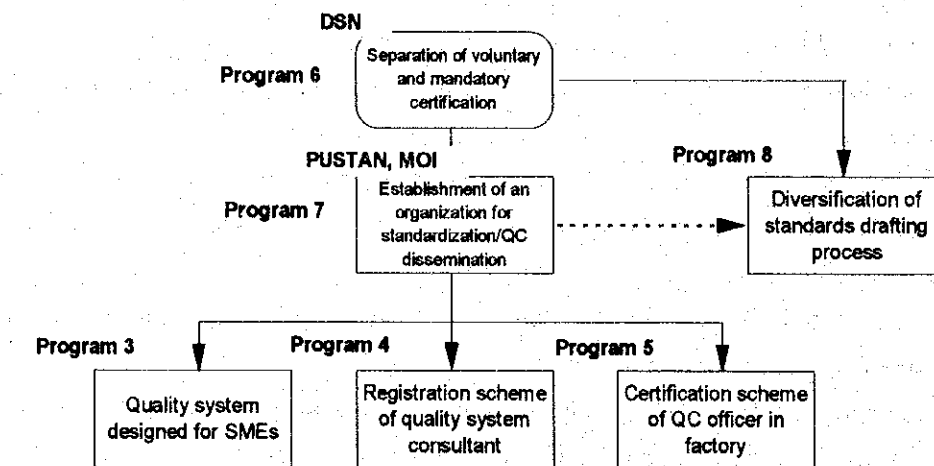 DSN
Program 6
Separation of voluntary
and mandatory
certification
PUSTAN, MOI
Program 7
Establishment of an
organization for
standardization/QC
dissemination
Program 8
Diversification of
standards drafting
process
Program 3
Quality system
designed for SMEs
Program 4
Registration scheme
of quality system
consultant
Program 5
Certification scheme
of QC officer in
factory